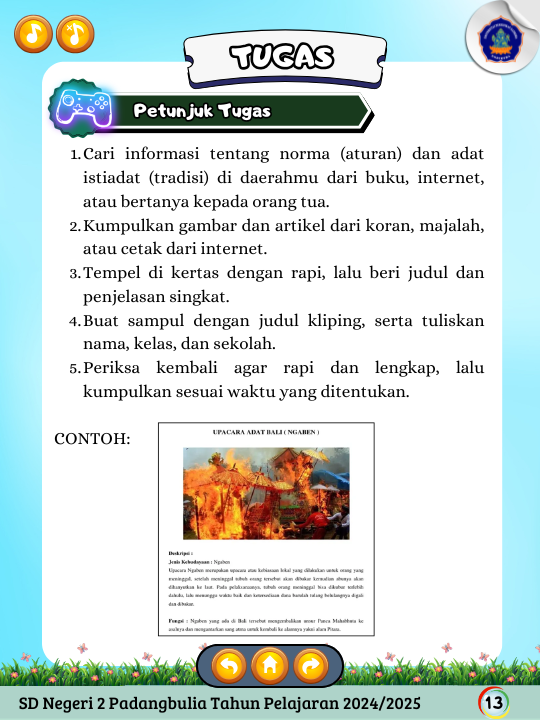 TUGAS
Petunjuk Tugas
1. Cari informasi tentang norma (aturan) dan adat
istiadat (tradisi) di daerahmu dari buku, internet,
atau bertanya kepada orang tua.
2. Kumpulkan gambar dan artikel dari koran, majalah,
atau cetak dari internet.
3. Tempel di kertas dengan rapi, lalu beri judul dan
penjelasan singkat.
4. Buat sampul dengan judul kliping, serta tuliskan
nama, kelas, dan sekolah.
5. Periksa kembali agar rapi dan lengkap, lalu
kumpulkan sesuai waktu yang ditentukan.
CONTOH:
UPACARA ADAT BALI ( NGABEN )
Deskripsi :
Jenis Kebudayaan : Ngaben
Upacara Ngaben merupakan upacara atau kebiasaan lokal yang dilakukan untuk orang yang
meninggal, setelah meninggal tubuh orang tersebut akan dibakar kemudian abunya akan
dihanyutkan ke laut. Pada pelaksanaanya, tubuh orang meninggal bisa dikubur terlebih
dahulu, lalu menunggu waktu baik dan ketersediaan dana barulah tulang belulangnya digali
dan dibakar.
Fungsi : Ngaben yang ada di Bali tersebut mengembalikan unsur Panca Mahabhuta ke
asalnya dan mengantarkan sang atma untuk kembali ke alamnya yakni alam Pitara.
SD Negeri 2 Padangbulia Tahun Pelajaran 2024/2025
13